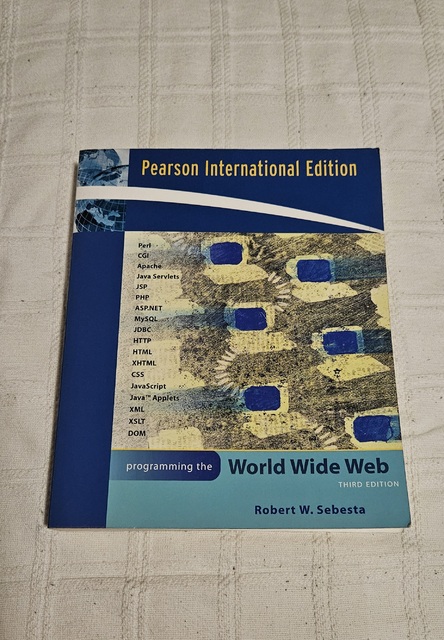 Pearson International Edition
Perl
CGI
Apache
Java Servlets
JSP
PHP
ASP.NET
MySQL
JDBC
HTTP
HTML
XHTML
CSS
JavaScript
Java™ Applets
XML
XSLT
DOM
programming the World Wide Web
THIRD EDITION
Robert W. Sebesta